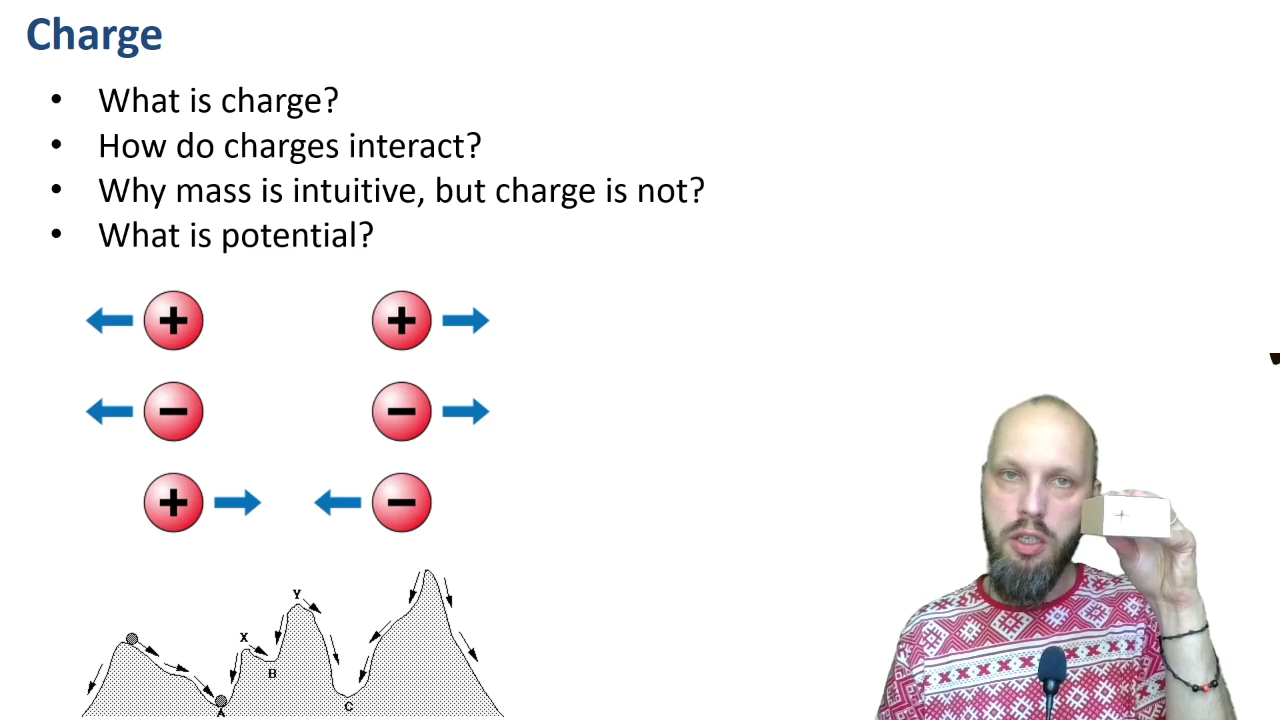 Charge
• What is charge?
• How do charges interact?
• Why mass is intuitive, but charge is not?
• What is potential?
+ +
− −
+ −
Y
X
B
A
C
+